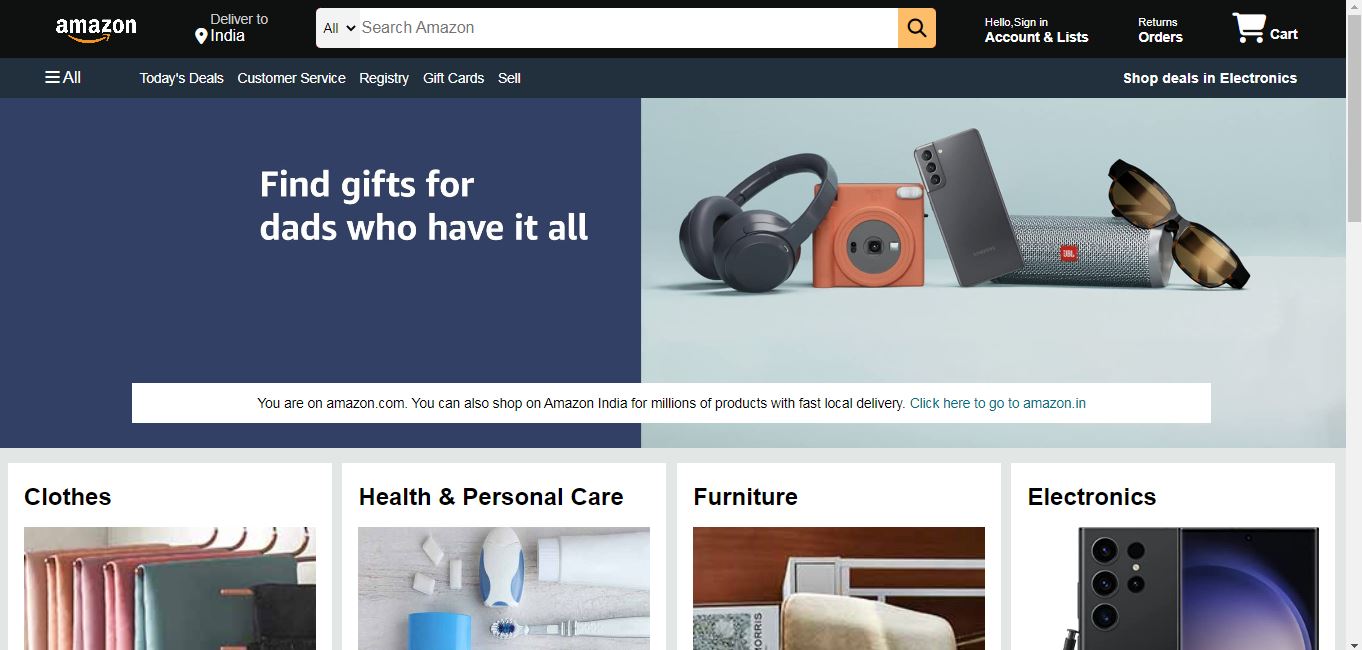 amazon
Deliver to
India
All
Search Amazon
Hello,Sign in
Account & Lists
Returns
Orders
Cart
All
Today's Deals
Customer Service
Registry
Gift Cards
Sell
Shop deals in Electronics
Find gifts for
dads who have it all
SAMSUNG
JBL
You are on amazon.com. You can also shop on Amazon India for millions of products with fast local delivery. Click here to go to amazon.in
Clothes
Health & Personal Care
Furniture
Electronics
ORRIS